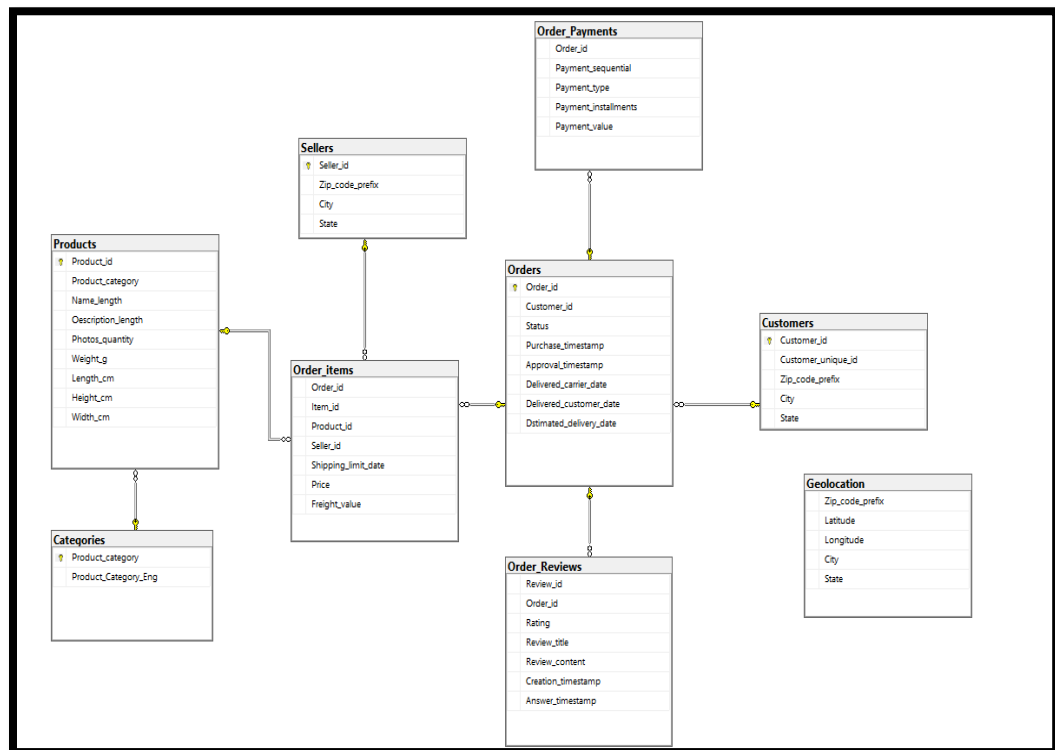 Order_Payments
Order_id
Payment_sequential
Payment_type
Payment_installments
Payment_value
Sellers
Seller_id
Zip_code_prefix
City
State
Products
Product_id
Product_category
Name_length
Oescription_length
Photos_quantity
Weight_g
Length_cm
Height_cm
Width_cm
Orders
Order_id
Customer_id
Status
Purchase_timestamp
Approval_timestamp
Delivered_carrier_date
Delivered_customer_date
Dstimated_delivery_date
Customers
Customer_id
Customer_unique_id
Zip_code_prefix
City
State
Order_items
Order_id
Item_id
Product_id
Seller_id
Shipping_limit_date
Price
Freight_value
Geolocation
Zip_code_prefix
Latitude
Longitude
City
State
Categories
Product_category
Product_Category_Eng
Order_Reviews
Review_id
Order_id
Rating
Review_title
Review_content
Creation_timestamp
Answer_timestamp